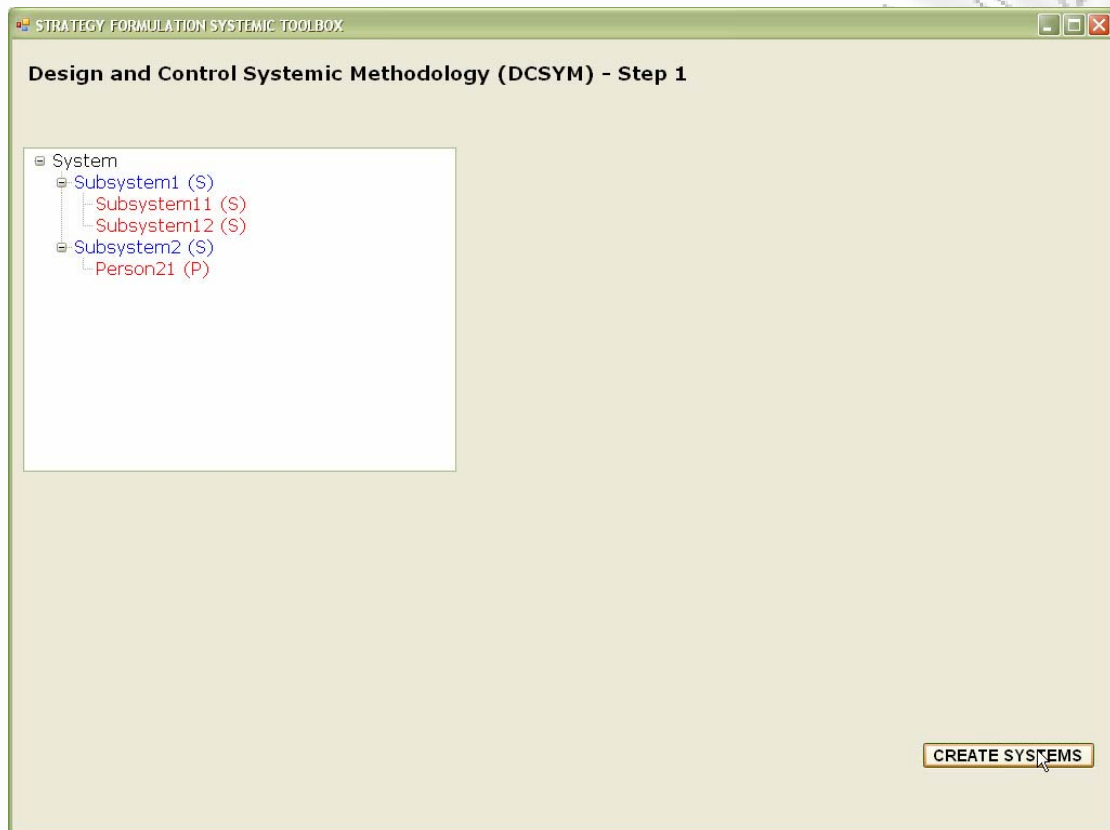 STRATEGY FORMULATION SYSTEMIC TOOLBOX
Design and Control Systemic Methodology (DCSYM) - Step 1
System
Subsystem1 (S)
Subsystem11 (S)
Subsystem12 (S)
Subsystem2 (S)
Person21 (P)
CREATE SYSTEMS